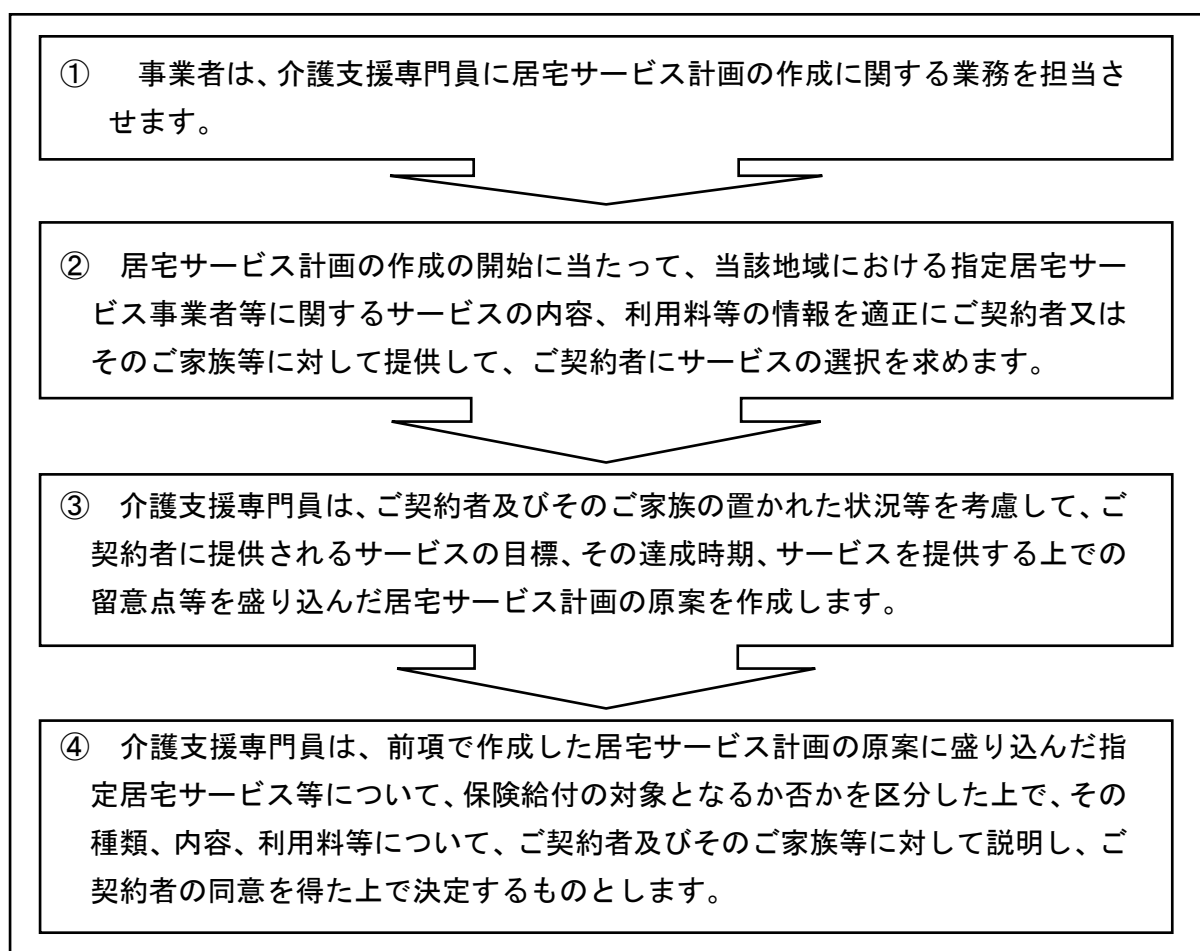 ① 事業者は、介護支援専門員に居宅サービス計画の作成に関する業務を担当さ
せます。
② 居宅サービス計画の作成の開始に当たって、当該地域における指定居宅サー
ビス事業者等に関するサービスの内容、利用料等の情報を適正にご契約者又は
そのご家族等に対して提供して、ご契約者にサービスの選択を求めます。
③ 介護支援専門員は、ご契約者及びそのご家族の置かれた状況等を考慮して、ご
契約者に提供されるサービスの目標、その達成時期、サービスを提供する上での
留意点等を盛り込んだ居宅サービス計画の原案を作成します。
④ 介護支援専門員は、前項で作成した居宅サービス計画の原案に盛り込んだ指
定居宅サービス等について、保険給付の対象となるか否かを区分した上で、その
種類、内容、利用料等について、ご契約者及びそのご家族等に対して説明し、ご
契約者の同意を得た上で決定するものとします。